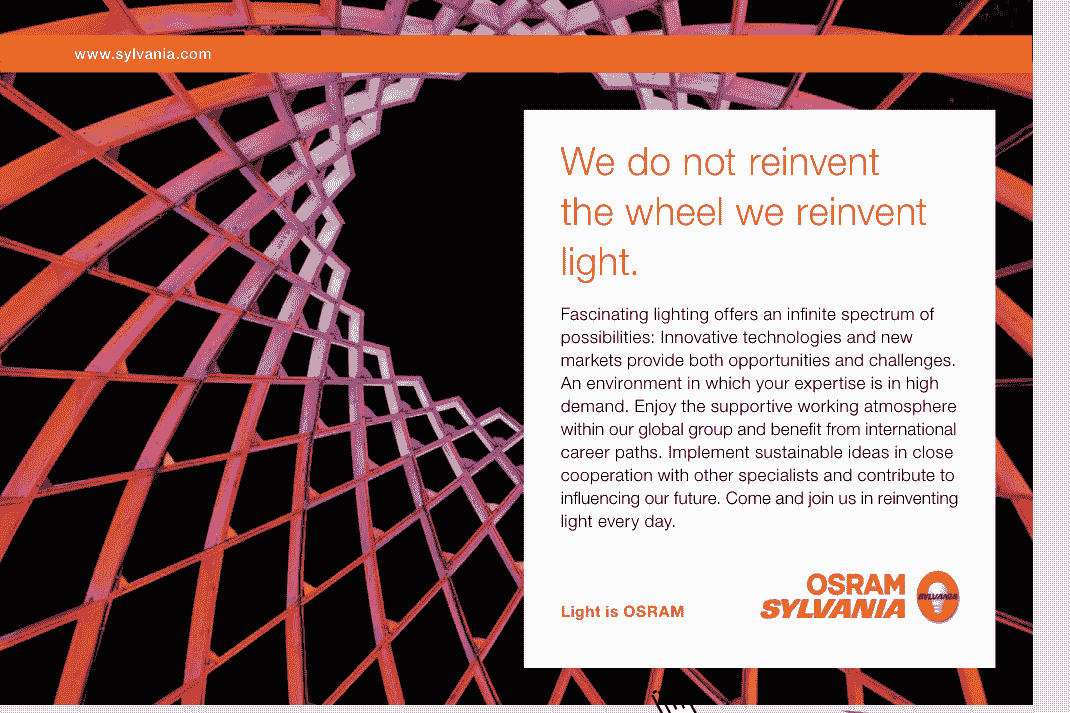 www.sylvania.com
We do not reinvent
the wheel we reinvent
light.
Fascinating lighting offers an infinite spectrum of
possibilities: Innovative technologies and new
markets provide both opportunities and challenges.
An environment in which your expertise is in high
demand. Enjoy the supportive working atmosphere
within our global group and benefit from international
career paths. Implement sustainable ideas in close
cooperation with other specialists and contribute to
influencing our future. Come and join us in reinventing
light every day.
Light is OSRAM
OSRAM
SYLVANIA
SYLVANIA